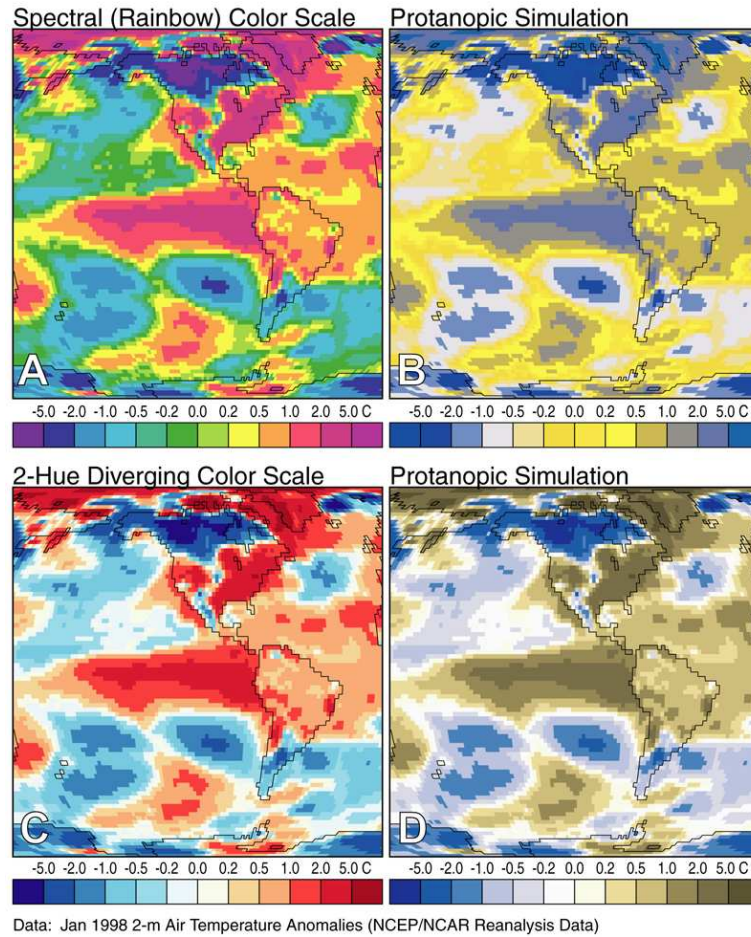 Spectral (Rainbow) Color Scale
Protanopic Simulation
A
B
-5.0 -2.0 -1.0 -0.5 -0.2 0.0 0.2 0.5 1.0 2.0 5.0 C
-5.0 -2.0 -1.0 -0.5 -0.2 0.0 0.2 0.5 1.0 2.0 5.0 C
2-Hue Diverging Color Scale
Protanopic Simulation
C
D
-5.0 -2.0 -1.0 -0.5 -0.2 0.0 0.2 0.5 1.0 2.0 5.0 C
-5.0 -2.0 -1.0 -0.5 -0.2 0.0 0.2 0.5 1.0 2.0 5.0 C
Data: Jan 1998 2-m Air Temperature Anomalies (NCEP/NCAR Reanalysis Data)